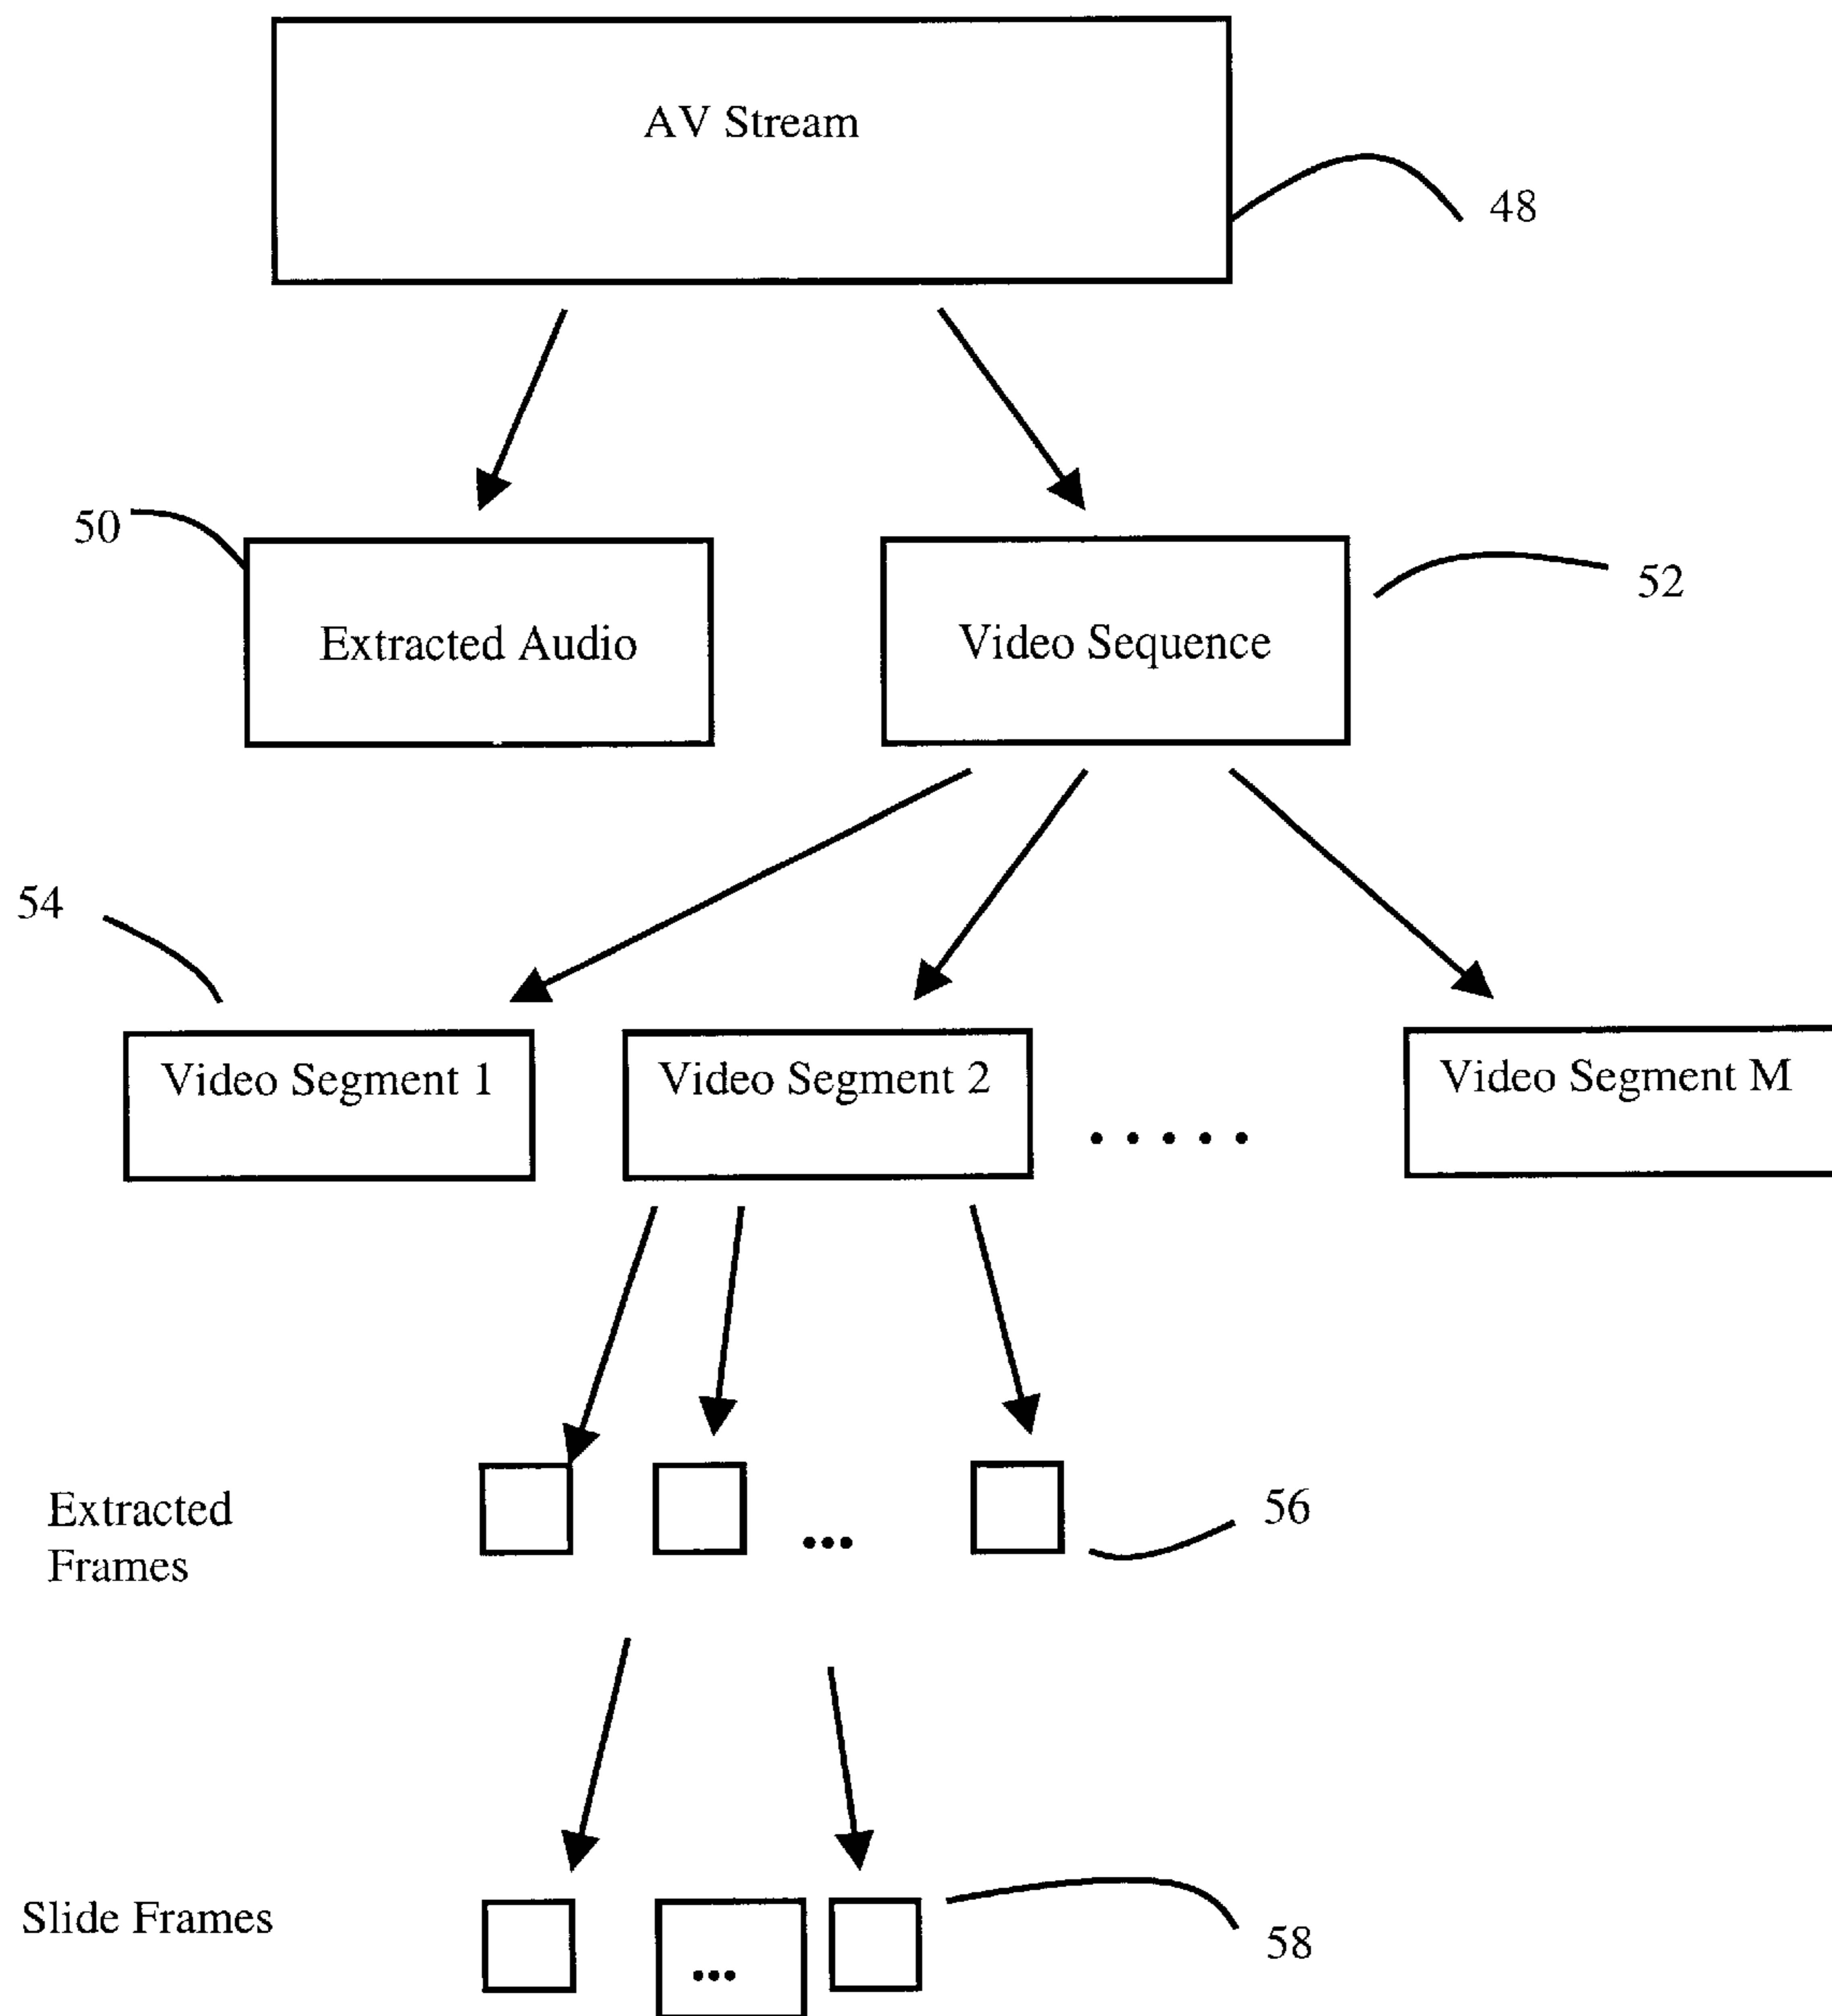 AV Stream
48
50
52
Extracted Audio
Video Sequence
54
Video Segment 1
Video Segment 2
.....
Video Segment M
Extracted
Frames
...
56
Slide Frames
...
58